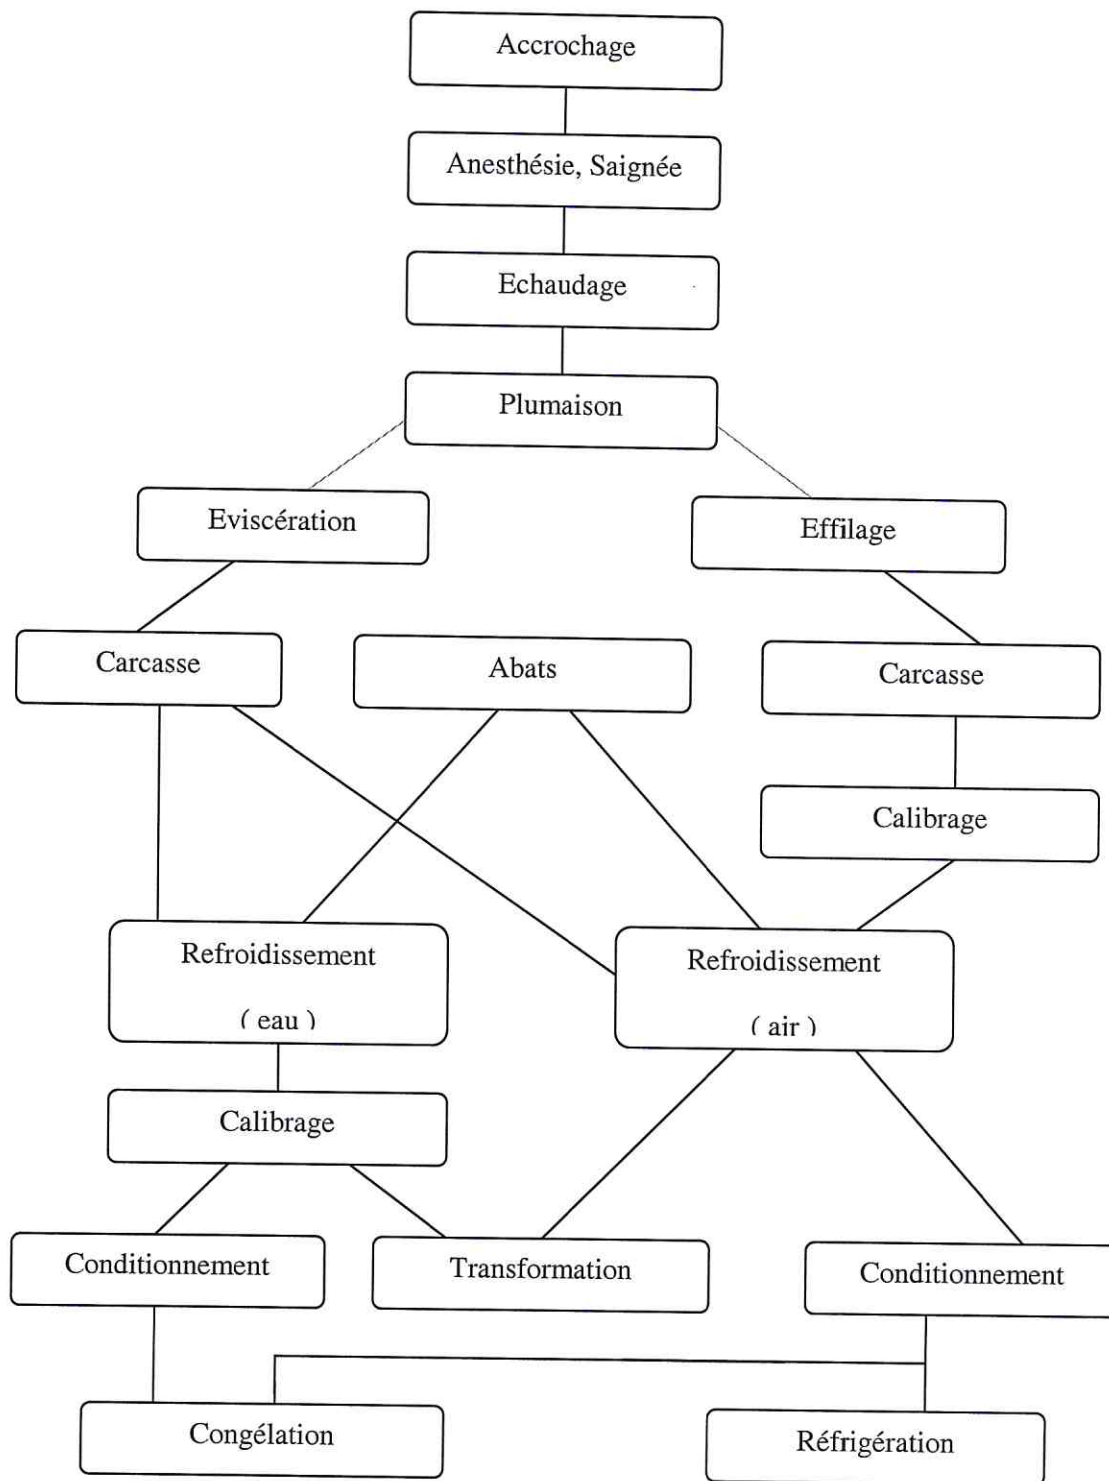 Accrochage
Anesthésie, Saignée
Echaudage
Plumaison
Eviscération
Effilage
Carcasse
Abats
Carcasse
Calibrage
Refroidissement
( eau )
Refroidissement
( air )
Calibrage
Conditionnement
Transformation
Conditionnement
Congélation
Réfrigération